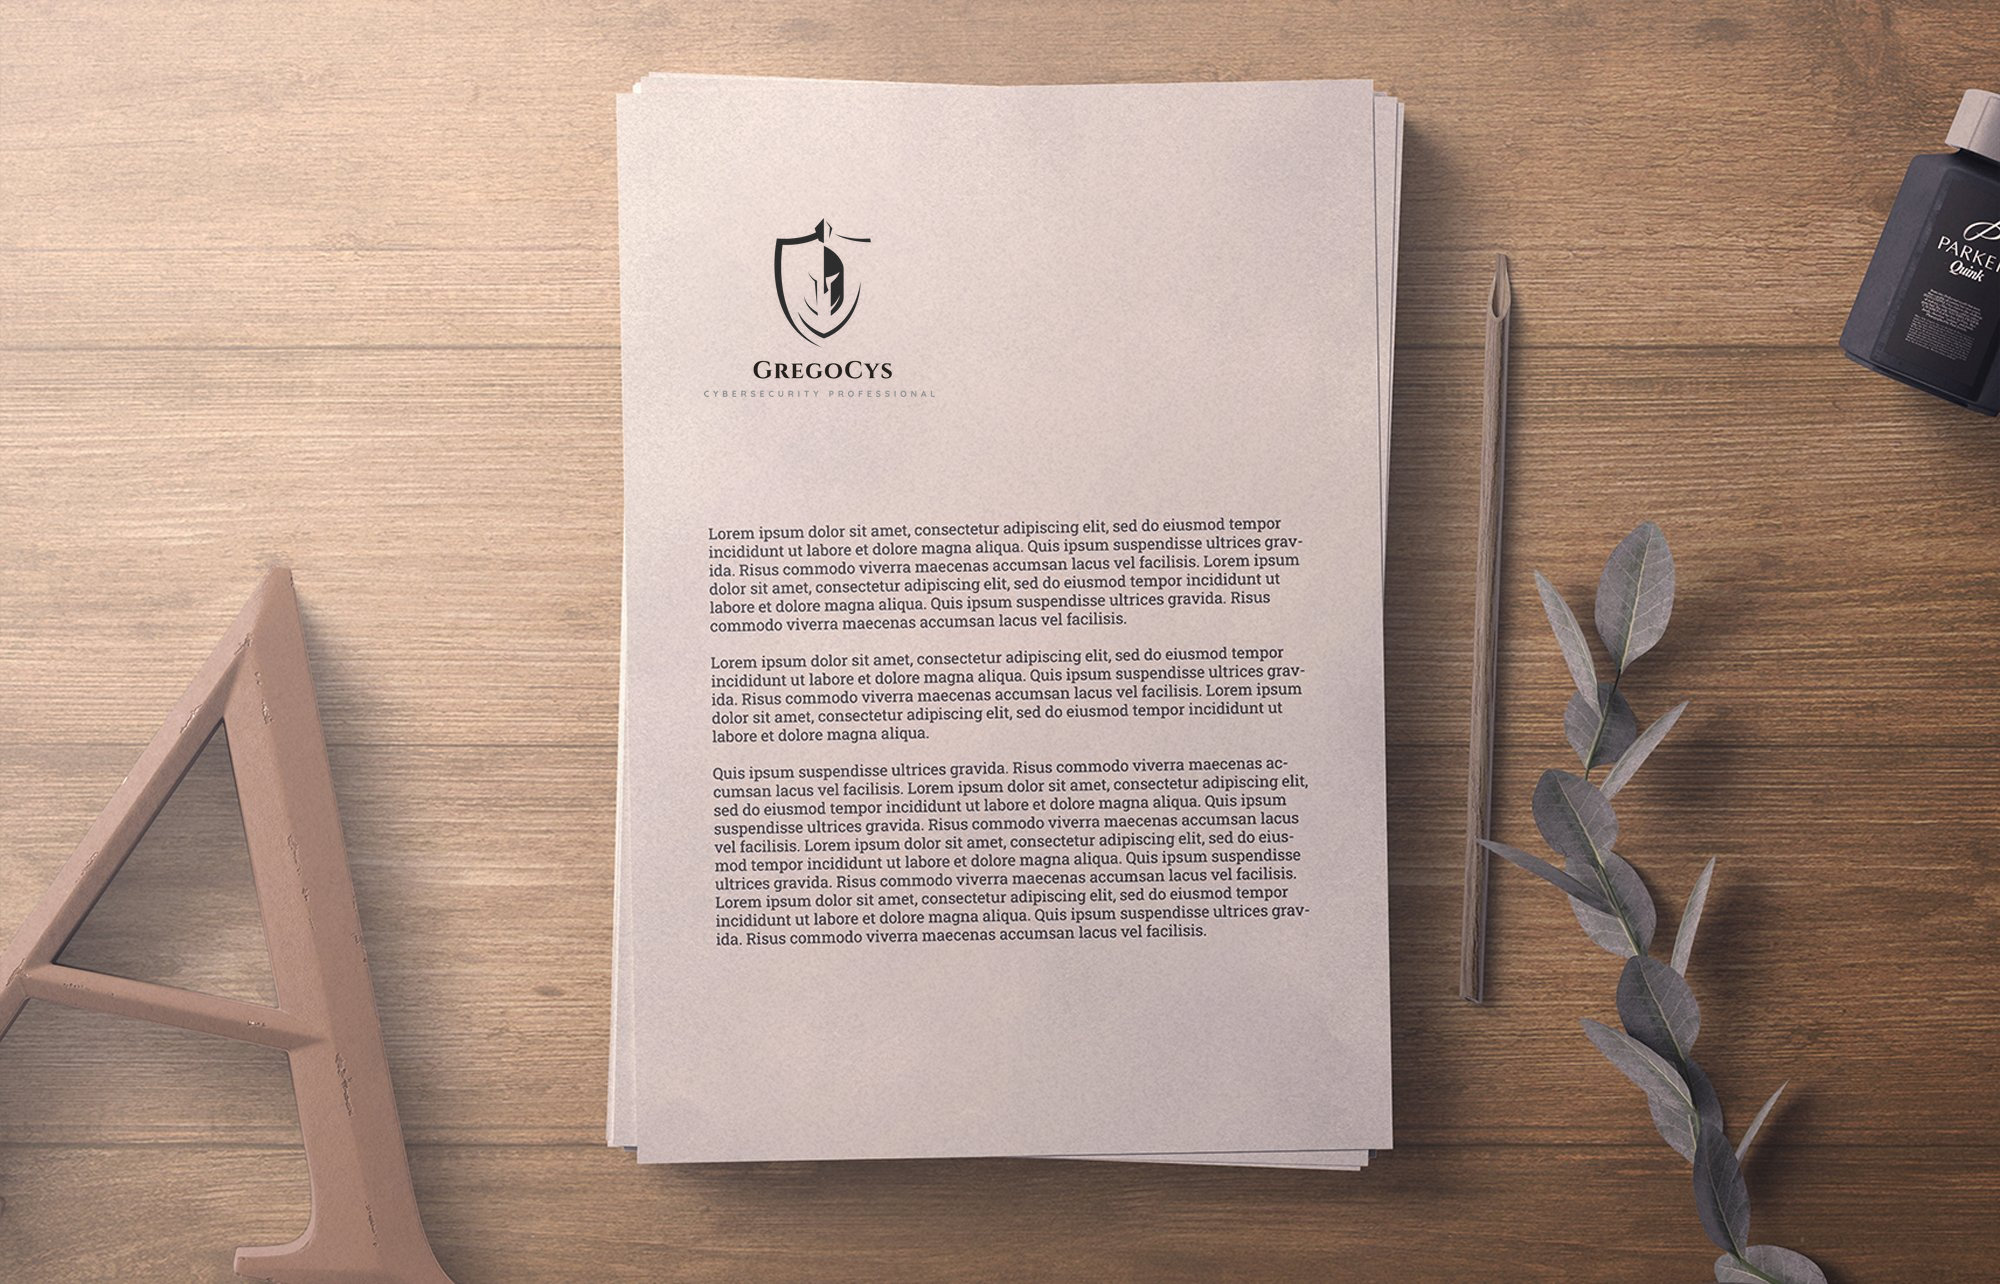 GREGOCYS
CYBERSECURITY PROFESSIONAL
Lorem ipsum dolor sit amet, consectetur adipiscing elit, sed do eiusmod tempor
incididunt ut labore et dolore magna aliqua. Quis ipsum suspendisse ultrices grav-
ida. Risus commodo viverra maecenas accumsan lacus vel facilisis. Lorem ipsum
dolor sit amet, consectetur adipiscing elit, sed do eiusmod tempor incididunt ut
labore et dolore magna aliqua. Quis ipsum suspendisse ultrices gravida. Risus
commodo viverra maecenas accumsan lacus vel facilisis.
Lorem ipsum dolor sit amet, consectetur adipiscing elit, sed do eiusmod tempor
incididunt ut labore et dolore magna aliqua. Quis ipsum suspendisse ultrices grav-
ida. Risus commodo viverra maecenas accumsan lacus vel facilisis. Lorem ipsum
dolor sit amet, consectetur adipiscing elit, sed do eiusmod tempor incididunt ut
labore et dolore magna aliqua.
Quis ipsum suspendisse ultrices gravida. Risus commodo viverra maecenas ac-
cumsan lacus vel facilisis. Lorem ipsum dolor sit amet, consectetur adipiscing elit,
sed do eiusmod tempor incididunt ut labore et dolore magna aliqua. Quis ipsum
suspendisse ultrices gravida. Risus commodo viverra maecenas accumsan lacus
vel facilisis. Lorem ipsum dolor sit amet, consectetur adipiscing elit, sed do eius-
mod tempor incididunt ut labore et dolore magna aliqua. Quis ipsum suspendisse
ultrices gravida. Risus commodo viverra maecenas accumsan lacus vel facilisis.
Lorem ipsum dolor sit amet, consectetur adipiscing elit, sed do eiusmod tempor
incididunt ut labore et dolore magna aliqua. Quis ipsum suspendisse ultrices grav-
ida. Risus commodo viverra maecenas accumsan lacus vel facilisis.
A
PARKE
Quink